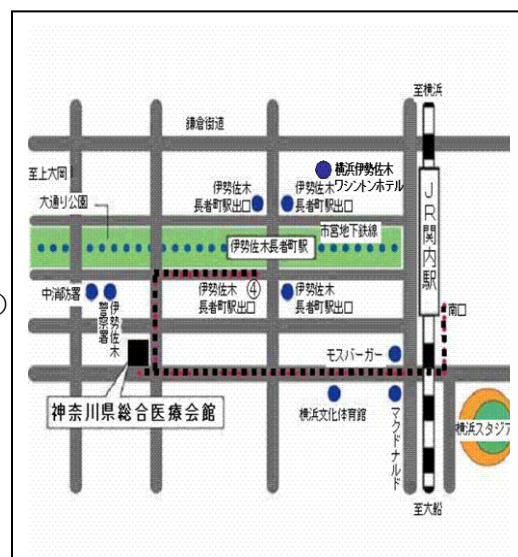 至横浜
鎌倉街道
至上大岡
横浜伊勢佐木
ワシントンホテル
伊勢佐木
長者町駅出口
伊勢佐木
長者町駅出口
大通り公園
市営地下鉄線
伊勢佐木長者町駅
JR関内駅
中消防署
伊勢佐木
警察署
伊勢佐木
長者町駅出口
④
伊勢佐木
長者町駅出口
南口
モスバーガー
神奈川県総合医療会館
横浜文化体育館
マクドナルド
横浜スタジア
至大船